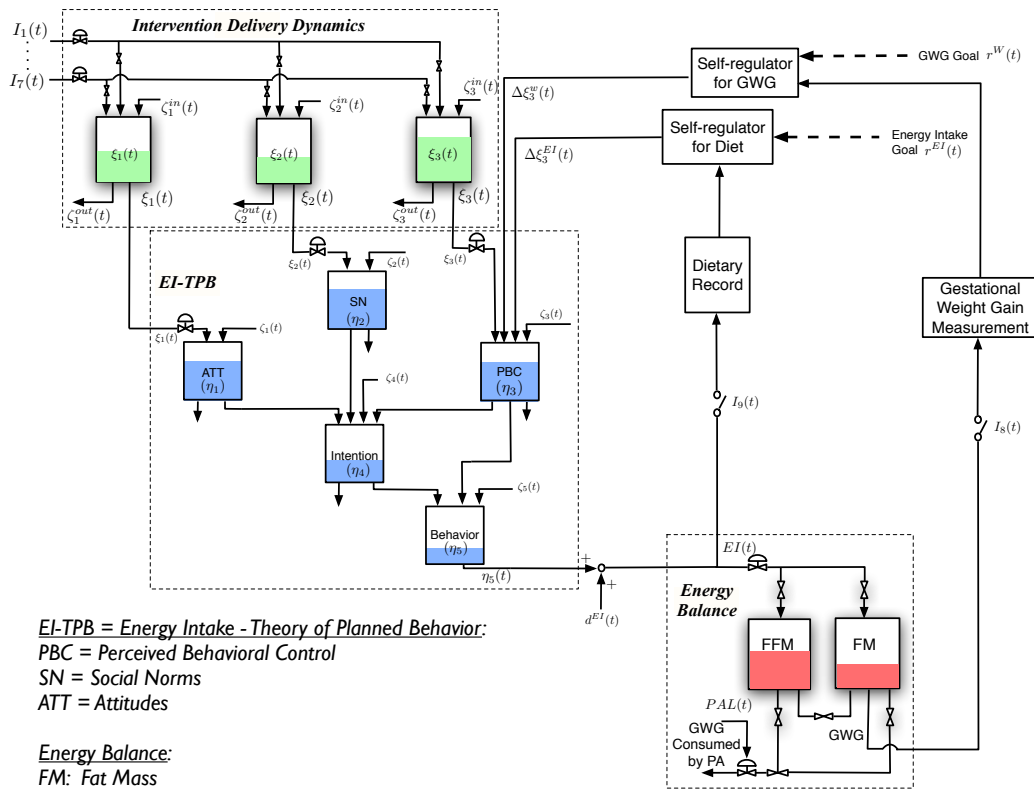 Intervention Delivery Dynamics
I₁(t)
I₇(t)
ζ₁ⁱⁿ(t)
ζ₂ⁱⁿ(t)
ζ₃ⁱⁿ(t)
ξ₁(t)
ξ₂(t)
ξ₃(t)
ξ₁(t)
ξ₂(t)
ξ₃(t)
ζ₁ᵒᵘᵗ(t)
ζ₂ᵒᵘᵗ(t)
ζ₃ᵒᵘᵗ(t)
Self-regulator
for GWG
GWG Goal rᵂ(t)
Δξ₃ʷ(t)
Self-regulator
for Diet
Energy Intake
Goal rᴱᴵ(t)
Δξ₃ᴱᴵ(t)
EI-TPB
ξ₂(t)
ζ₂(t)
ξ₃(t)
SN
(η₂)
Dietary
Record
Gestational
Weight Gain
Measurement
ξ₁(t)
ζ₁(t)
ζ₃(t)
ATT
(η₁)
ζ₄(t)
PBC
(η₃)
I₉(t)
I₈(t)
Intention
(η₄)
ζ₅(t)
Behavior
(η₅)
η₅(t)
+
+
dᴱᴵ(t)
EI(t)
Energy
Balance
FFM
FM
PAL(t)
GWG
GWG
Consumed
by PA
EI-TPB = Energy Intake - Theory of Planned Behavior:
PBC = Perceived Behavioral Control
SN = Social Norms
ATT = Attitudes
Energy Balance:
FM: Fat Mass